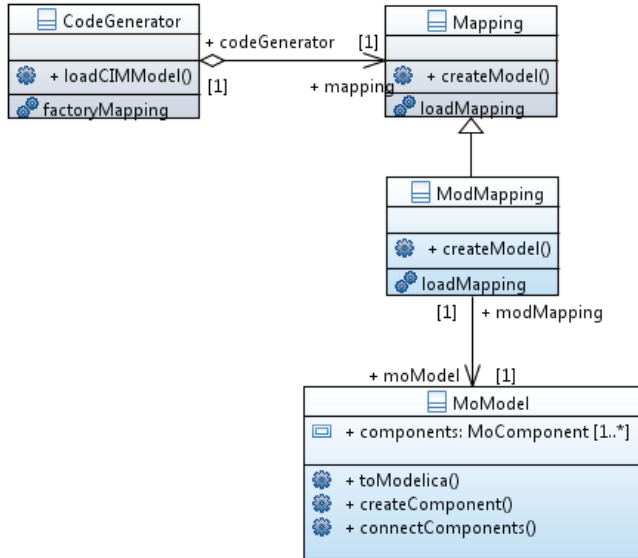 CodeGenerator
+ loadCIMModel()
factoryMapping
+ codeGenerator
[1]
[1]
+ mapping
Mapping
+ createModel()
loadMapping
ModMapping
+ createModel()
loadMapping
[1]
+ modMapping
+ moModel
[1]
MoModel
+ components: MoComponent [1..*]
+ toModelica()
+ createComponent()
+ connectComponents()